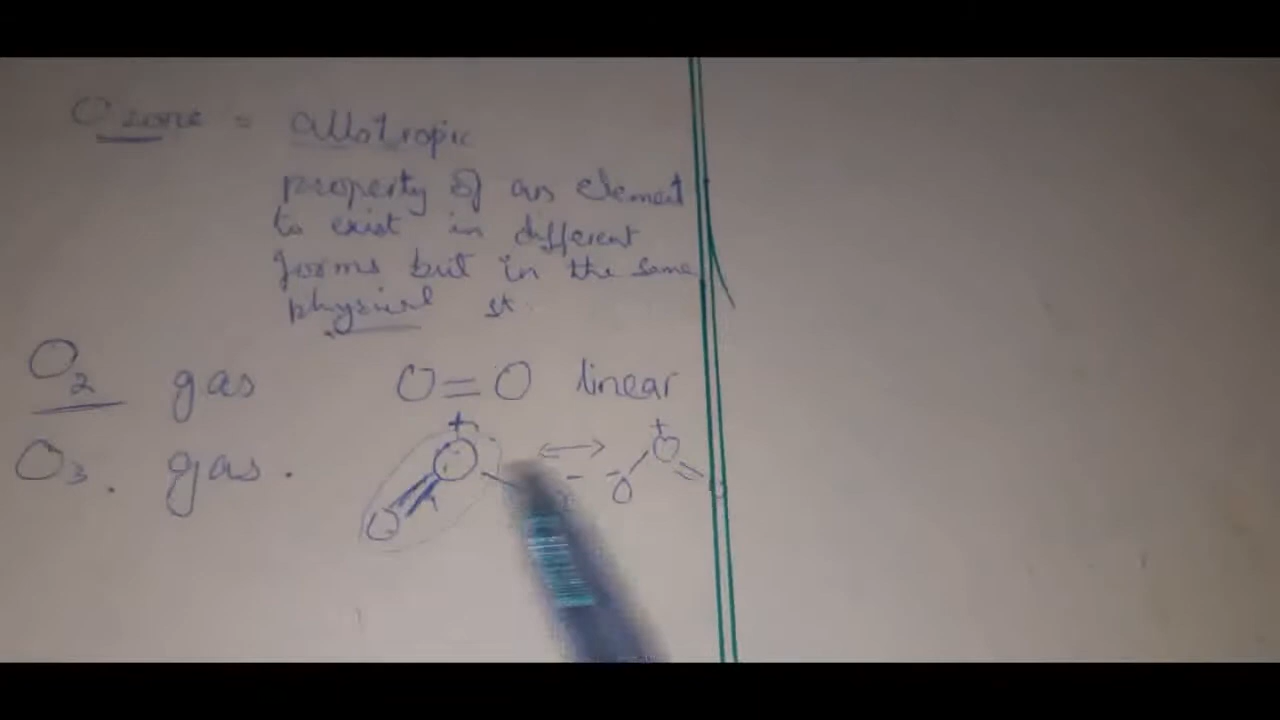 Ozone = allotropic
property of an element
to exist in different
forms but in the same
physical st.
O₂ gas O=O linear
O₃. gas. O=O⁺- ↔ -O-O⁺=O